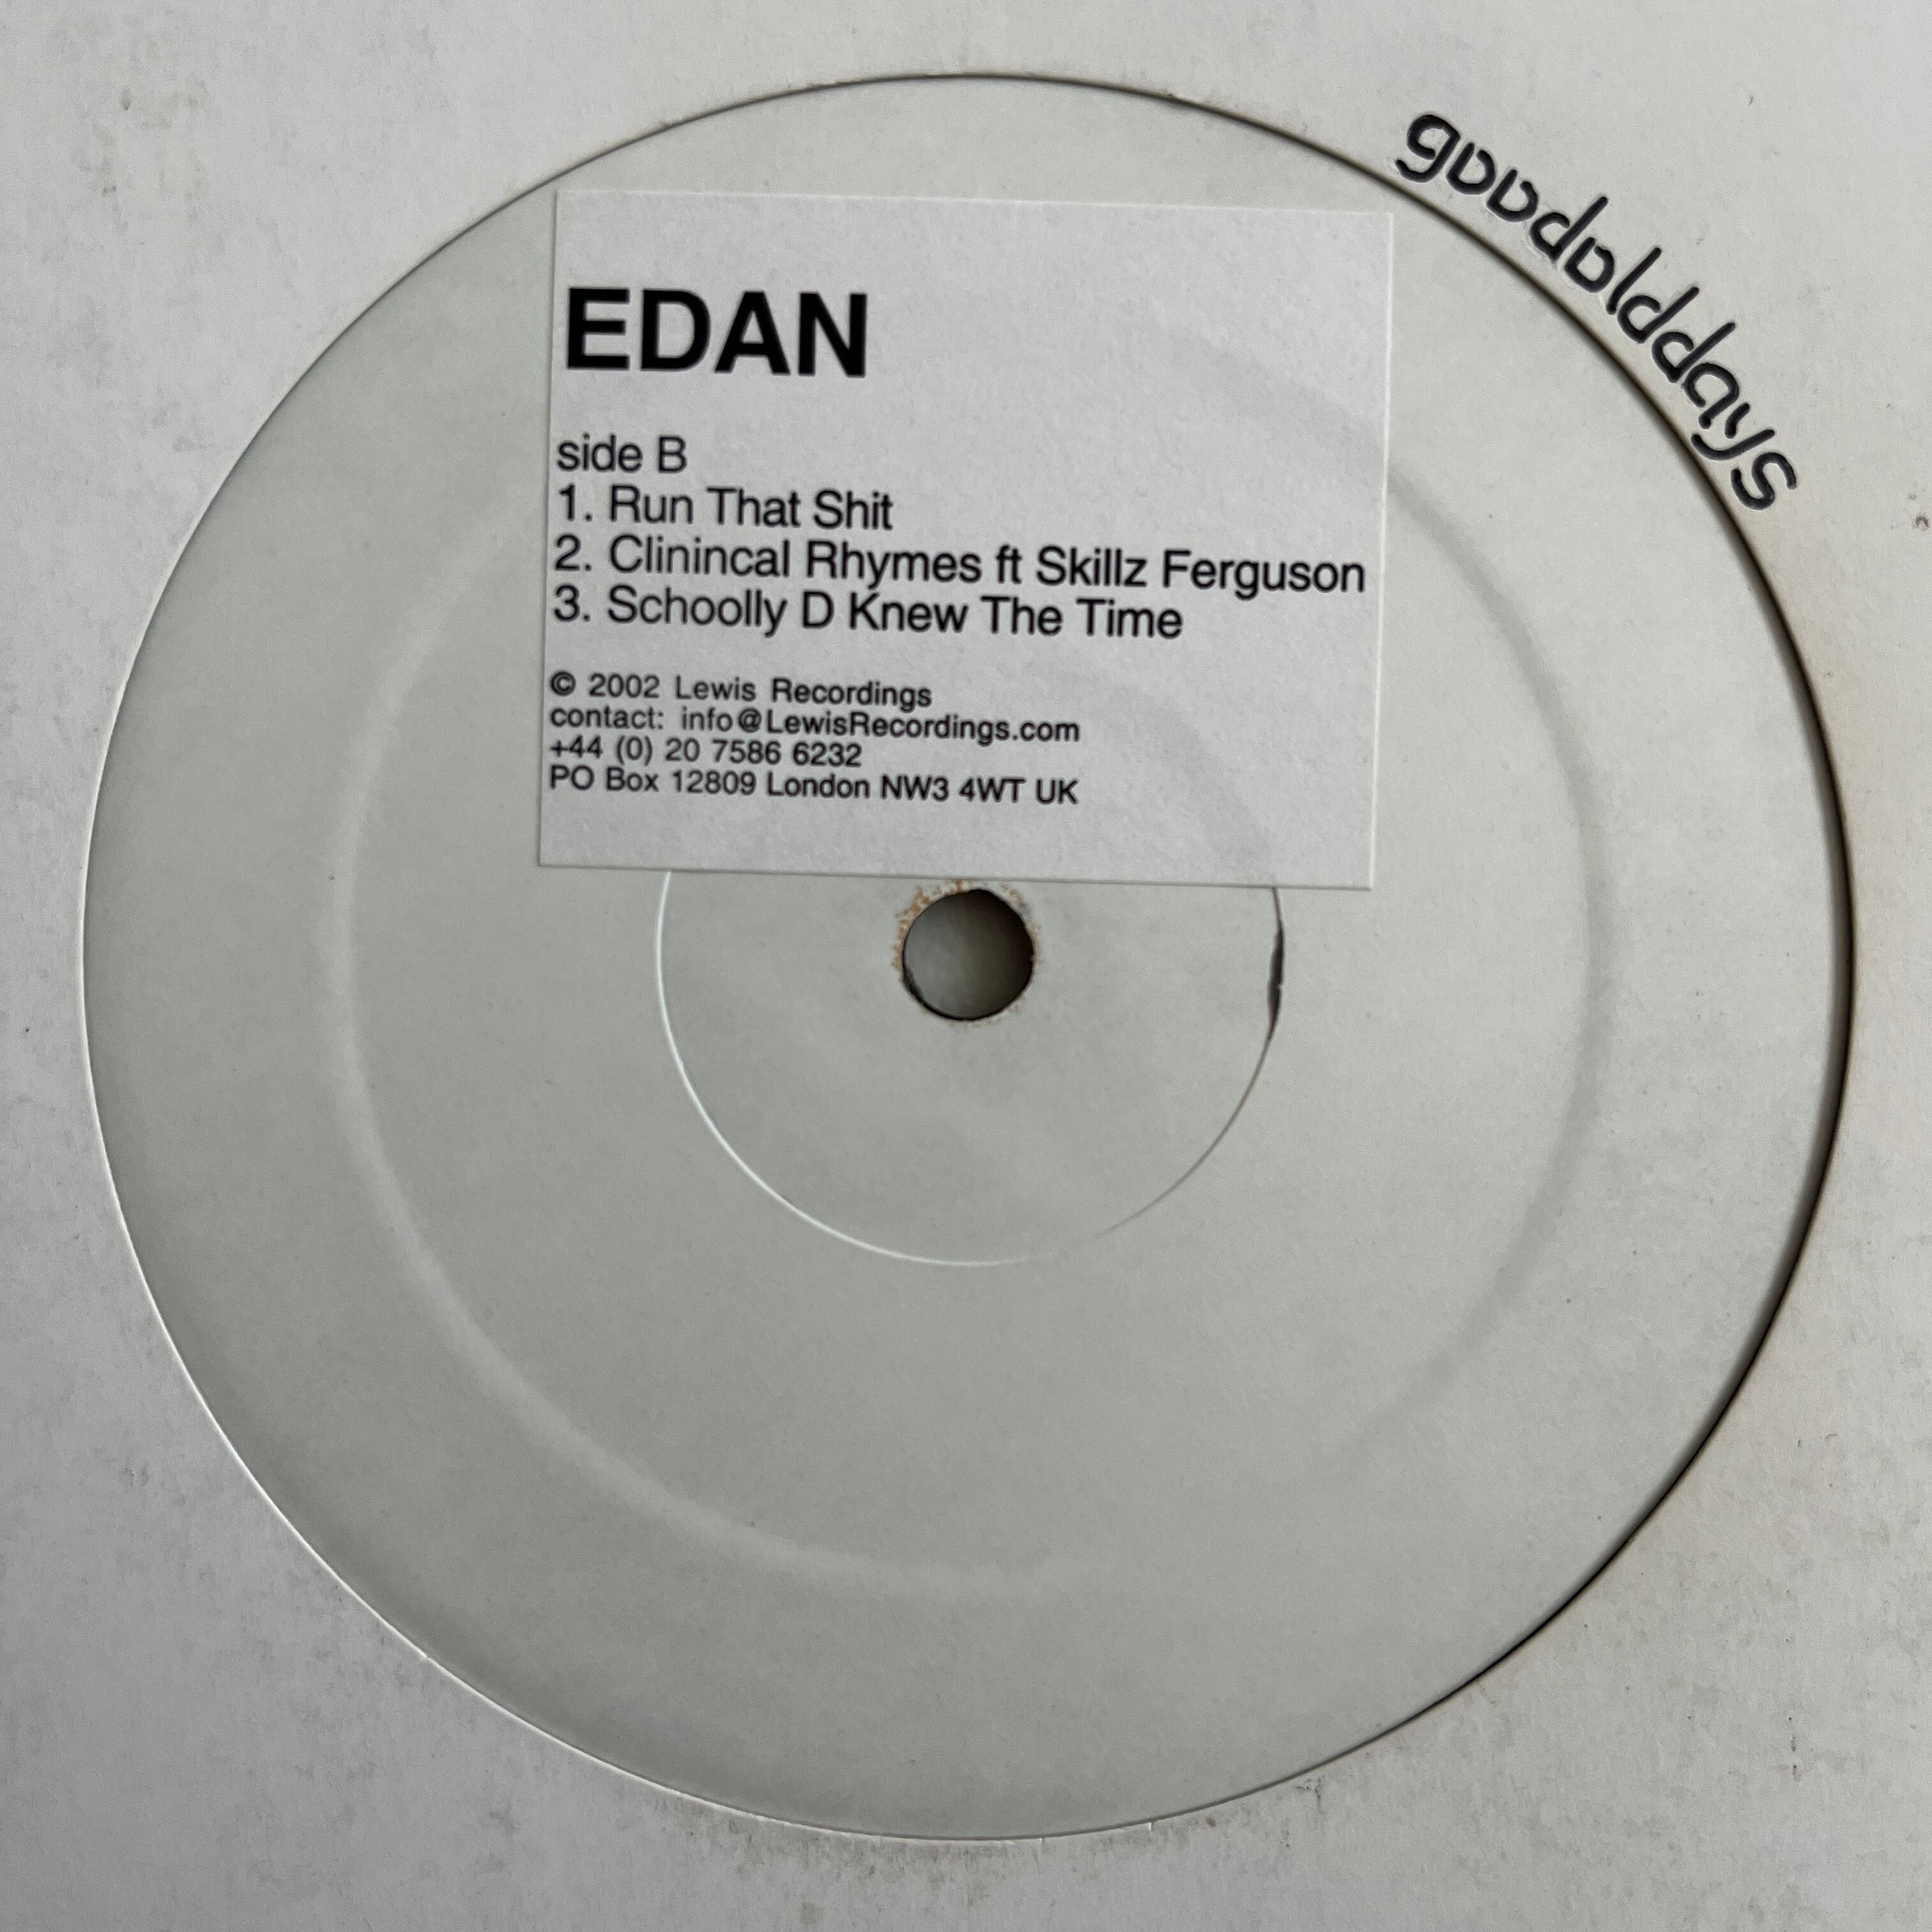 EDAN
side B
1. Run That Shit
2. Clinincal Rhymes ft Skillz Ferguson
3. Schoolly D Knew The Time
© 2002 Lewis Recordings
contact: info@LewisRecordings.com
+44 (0) 20 7586 6232
PO Box 12809 London NW3 4WT UK
goodolddays